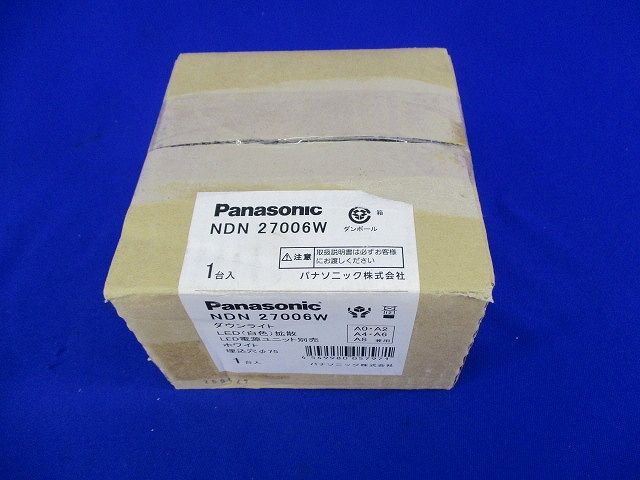 Panasonic
NDN 27006W
箱
ダンボール
注意
取扱説明書は必ずお客様
にお渡しください
1台入
パナソニック株式会社
Panasonic
NDN 27006W
ダウンライト
LED(白色)拡散
LED電源ユニット別売
ホワイト
埋込穴φ75
1台入
A0・A2
A4・A6
A8 兼用
パナソニック株式会社